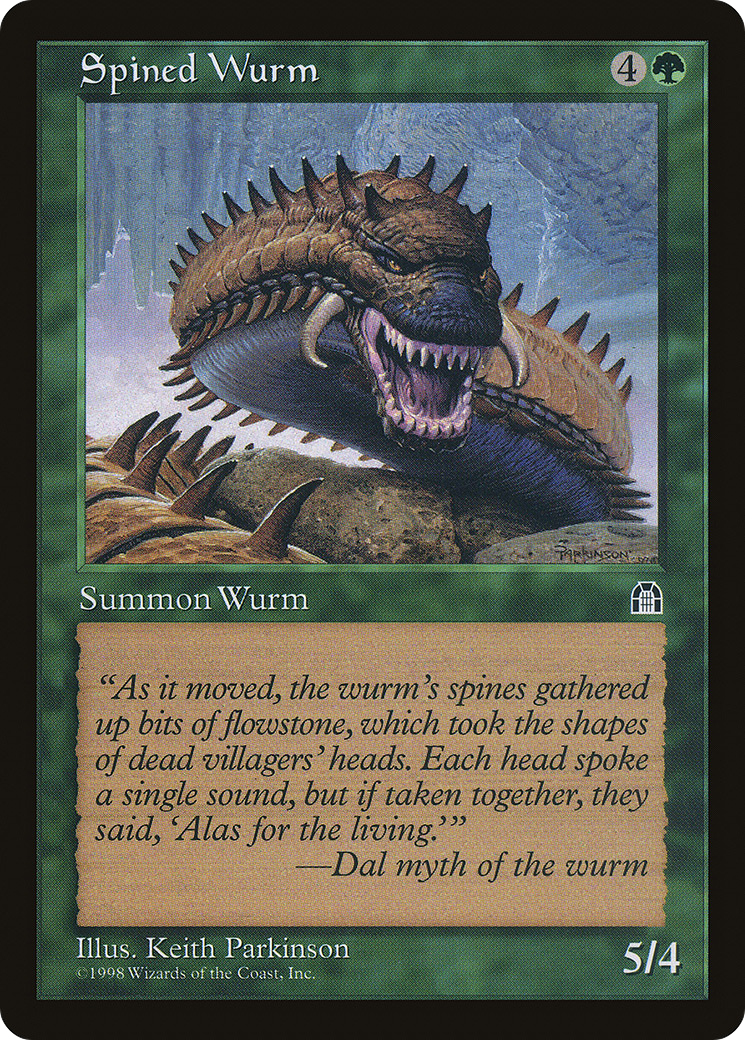 Spined Wurm
4
PARKINSON
Summon Wurm
“As it moved, the wurm’s spines gathered
up bits of flowstone, which took the shapes
of dead villagers’ heads. Each head spoke
a single sound, but if taken together, they
said, ‘Alas for the living.’”
—Dal myth of the wurm
Illus. Keith Parkinson
©1998 Wizards of the Coast, Inc.
5/4